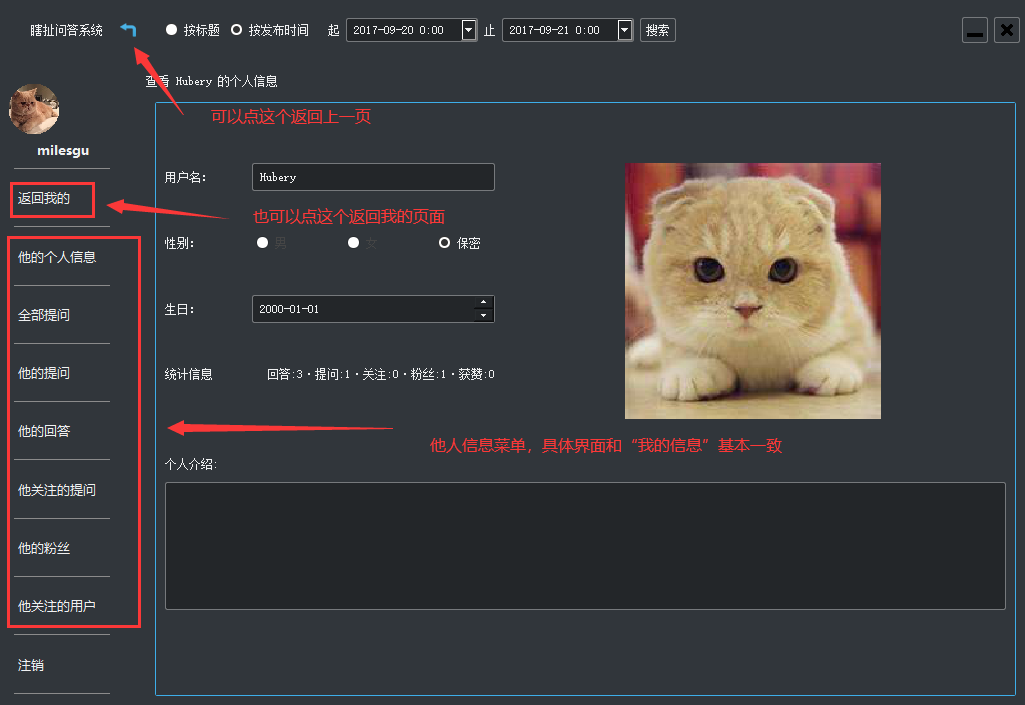 瞎扯问答系统 按标题 按发布时间 起 2017-09-20 0:00 止 2017-09-21 0:00 搜索
查看 Hubery 的个人信息
可以点这个返回上一页
milesgu
用户名: Hubery
返回我的
也可以点这个返回我的页面
性别: 男 女 保密
他的个人信息
生日: 2000-01-01
全部提问
他的提问
统计信息 回答:3·提问:1·关注:0·粉丝:1·获赞:0
他的回答
他人信息菜单，具体界面和“我的信息”基本一致
个人介绍:
他关注的提问
他的粉丝
他关注的用户
注销